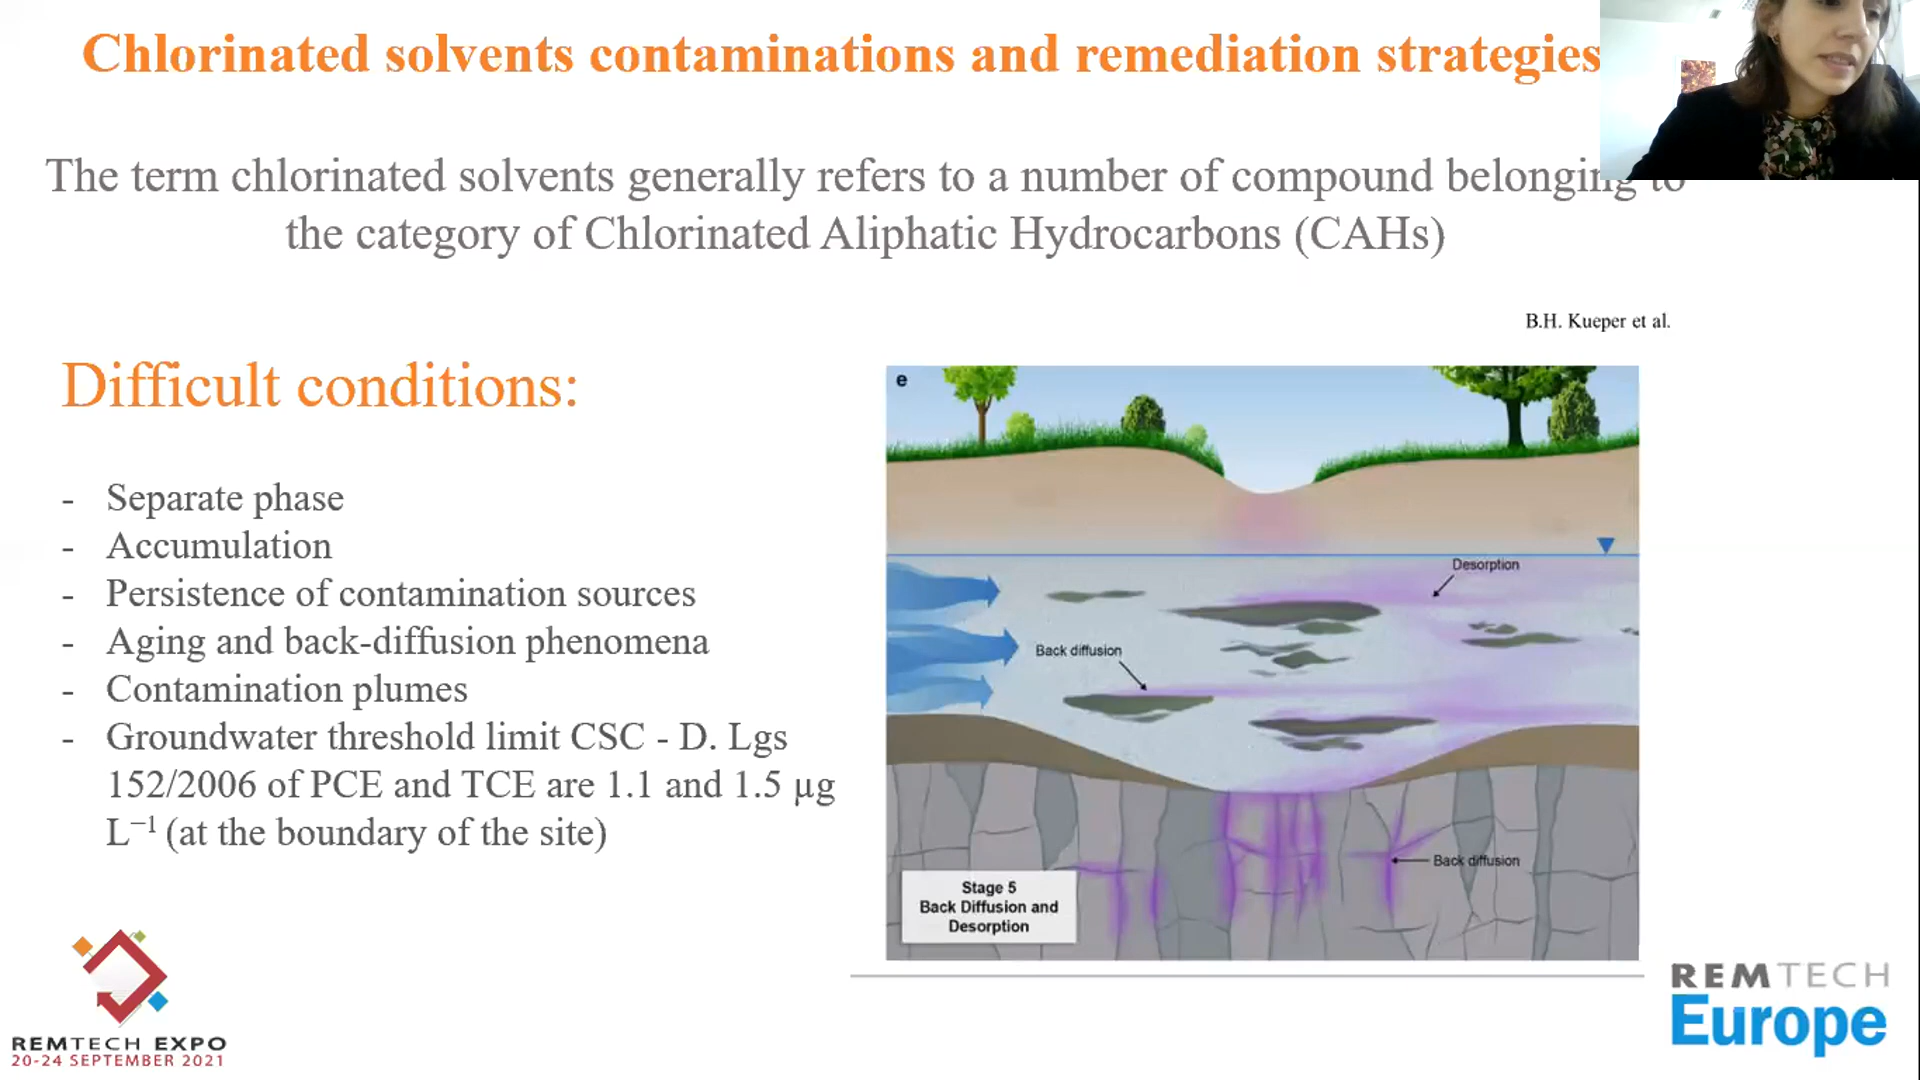 Chlorinated solvents contaminations and remediation strategies
The term chlorinated solvents generally refers to a number of compound belonging to
the category of Chlorinated Aliphatic Hydrocarbons (CAHs)
B.H. Kueper et al.
Difficult conditions:
- Separate phase
- Accumulation
- Persistence of contamination sources
- Aging and back-diffusion phenomena
- Contamination plumes
- Groundwater threshold limit CSC - D. Lgs
152/2006 of PCE and TCE are 1.1 and 1.5 µg
L⁻¹ (at the boundary of the site)
e
Desorption
Back diffusion
Back diffusion
Stage 5
Back Diffusion and
Desorption
REMTECH EXPO
20-24 SEPTEMBER 2021
REMTECH
Europe